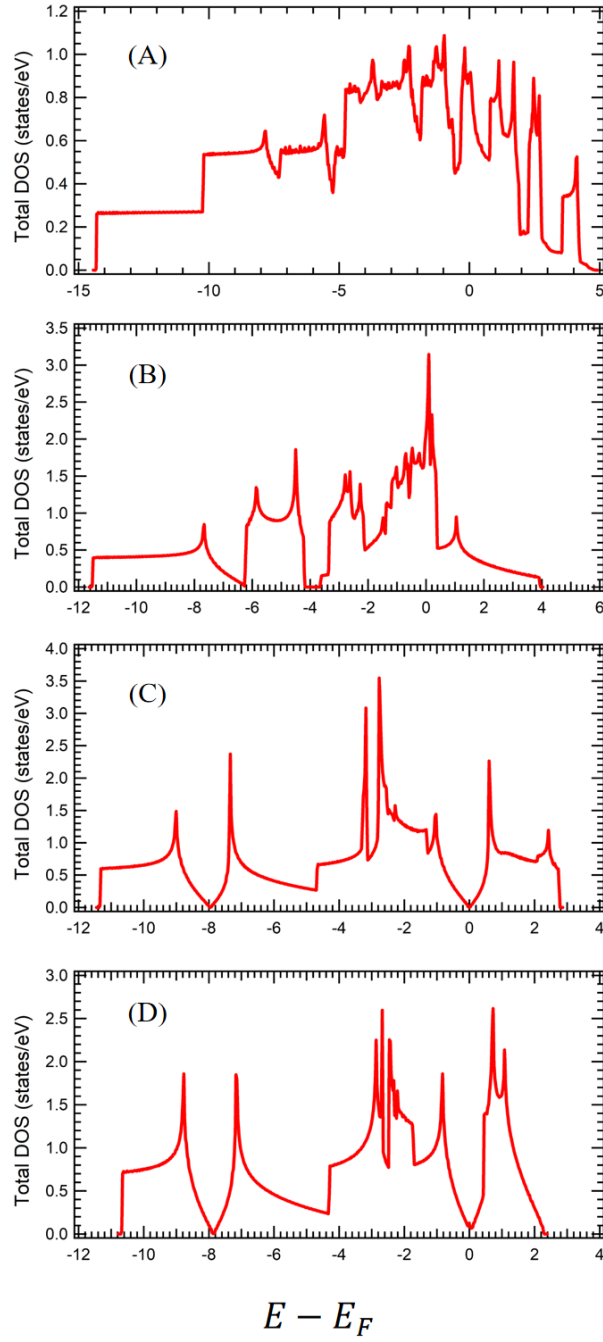 (A)
Total DOS (states/eV)
1.2
1.0
0.8
0.6
0.4
0.2
0.0
-15 -10 -5 0 5
(B)
Total DOS (states/eV)
3.5
3.0
2.5
2.0
1.5
1.0
0.5
0.0
-12 -10 -8 -6 -4 -2 0 2 4 6
(C)
Total DOS (states/eV)
4.0
3.5
3.0
2.5
2.0
1.5
1.0
0.5
0.0
-12 -10 -8 -6 -4 -2 0 2 4
(D)
Total DOS (states/eV)
3.0
2.5
2.0
1.5
1.0
0.5
0.0
-12 -10 -8 -6 -4 -2 0 2 4
E − E_F